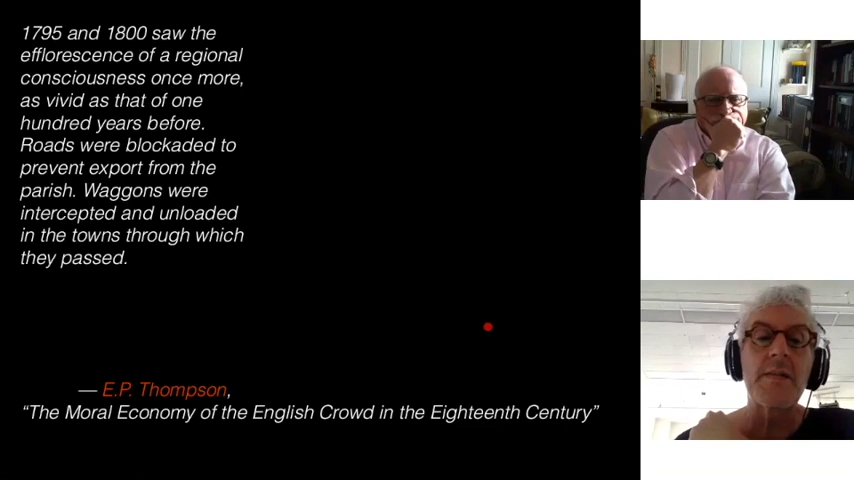 1795 and 1800 saw the
efflorescence of a regional
consciousness once more,
as vivid as that of one
hundred years before.
Roads were blockaded to
prevent export from the
parish. Waggons were
intercepted and unloaded
in the towns through which
they passed.
— E.P. Thompson,
“The Moral Economy of the English Crowd in the Eighteenth Century”